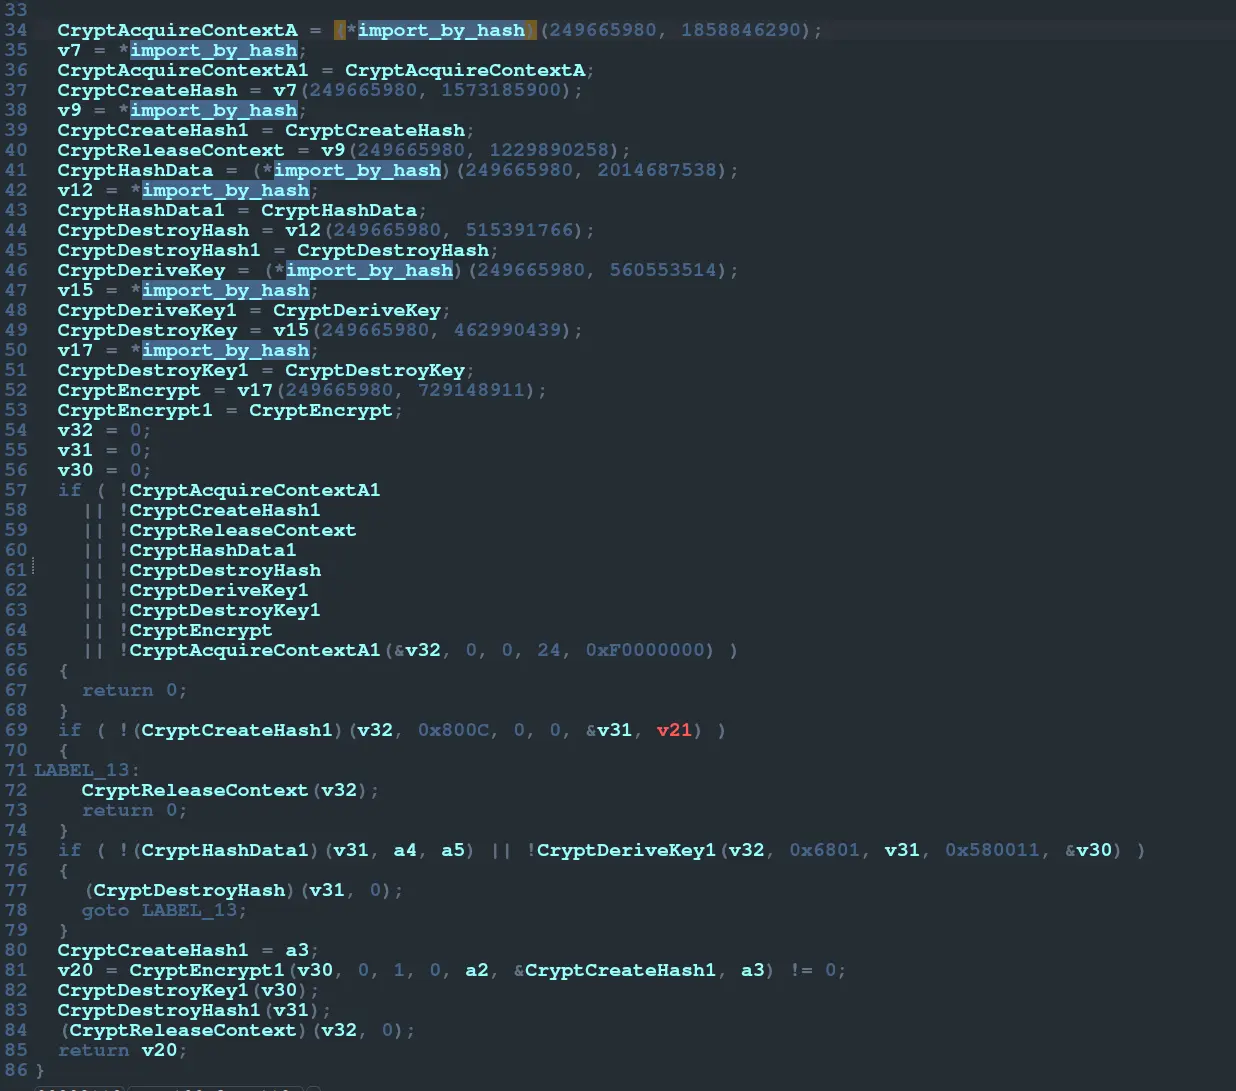 33
34 CryptAcquireContextA = (*import_by_hash)(249665980, 1858846290);
35 v7 = *import_by_hash;
36 CryptAcquireContextA1 = CryptAcquireContextA;
37 CryptCreateHash = v7(249665980, 1573185900);
38 v9 = *import_by_hash;
39 CryptCreateHash1 = CryptCreateHash;
40 CryptReleaseContext = v9(249665980, 1229890258);
41 CryptHashData = (*import_by_hash)(249665980, 2014687538);
42 v12 = *import_by_hash;
43 CryptHashData1 = CryptHashData;
44 CryptDestroyHash = v12(249665980, 515391766);
45 CryptDestroyHash1 = CryptDestroyHash;
46 CryptDeriveKey = (*import_by_hash)(249665980, 560553514);
47 v15 = *import_by_hash;
48 CryptDeriveKey1 = CryptDeriveKey;
49 CryptDestroyKey = v15(249665980, 462990439);
50 v17 = *import_by_hash;
51 CryptDestroyKey1 = CryptDestroyKey;
52 CryptEncrypt = v17(249665980, 729148911);
53 CryptEncrypt1 = CryptEncrypt;
54 v32 = 0;
55 v31 = 0;
56 v30 = 0;
57 if ( !CryptAcquireContextA1
58 || !CryptCreateHash1
59 || !CryptReleaseContext
60 || !CryptHashData1
61 || !CryptDestroyHash
62 || !CryptDeriveKey1
63 || !CryptDestroyKey1
64 || !CryptEncrypt
65 || !CryptAcquireContextA1(&v32, 0, 0, 24, 0xF0000000) )
66 {
67 return 0;
68 }
69 if ( !(CryptCreateHash1)(v32, 0x800C, 0, 0, &v31, v21) )
70 {
71 LABEL_13:
72 CryptReleaseContext(v32);
73 return 0;
74 }
75 if ( !(CryptHashData1)(v31, a4, a5) || !CryptDeriveKey1(v32, 0x6801, v31, 0x580011, &v30) )
76 {
77 (CryptDestroyHash)(v31, 0);
78 goto LABEL_13;
79 }
80 CryptCreateHash1 = a3;
81 v20 = CryptEncrypt1(v30, 0, 1, 0, a2, &CryptCreateHash1, a3) != 0;
82 CryptDestroyKey1(v30);
83 CryptDestroyHash1(v31);
84 (CryptReleaseContext)(v32, 0);
85 return v20;
86 }